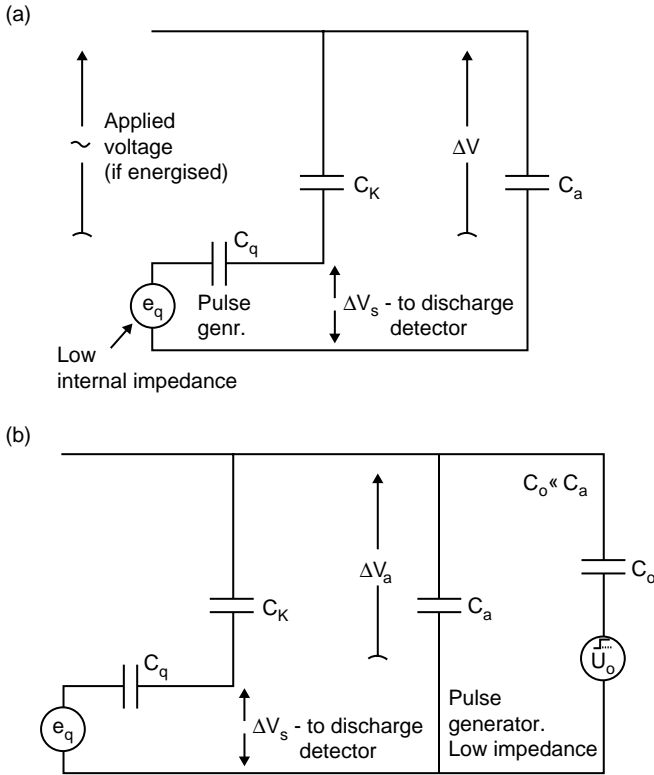 (a)
Applied
voltage
(if energised)
~
ΔV
C_K
C_a
C_q
e_q
Pulse
genr.
ΔV_s - to discharge
detector
Low
internal impedance
(b)
C_o « C_a
ΔV_a
C_o
C_K
C_a
C_q
U_o
e_q
ΔV_s - to discharge
detector
Pulse
generator.
Low impedance